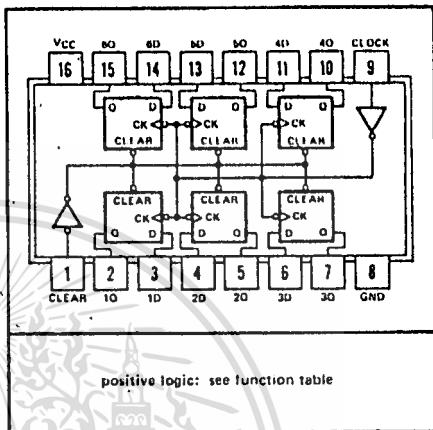 VCC 6Q 6D 5D 5Q 4D 4Q CLOCK
16 15 14 13 12 11 10 9
Q D D Q D Q
CK CK CK
CLEAR CLEAR CLEAR
CLEAR CLEAR CLEAR
CK CK CK
Q D D Q D Q
1 2 3 4 5 6 7 8
CLEAR 1Q 1D 2D 2Q 3D 3Q GND
positive logic: see function table